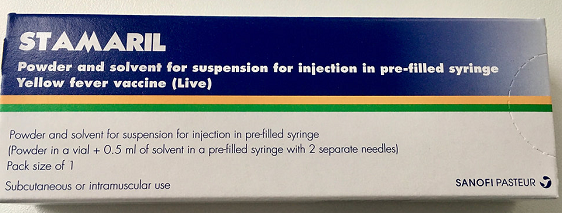 STAMARIL
Powder and solvent for suspension for injection in pre-filled syringe
Yellow fever vaccine (Live)
Powder and solvent for suspension for injection in pre-filled syringe
(Powder in a vial + 0.5 ml of solvent in a pre-filled syringe with 2 separate needles)
Pack size of 1
Subcutaneous or intramuscular use
SANOFI PASTEUR